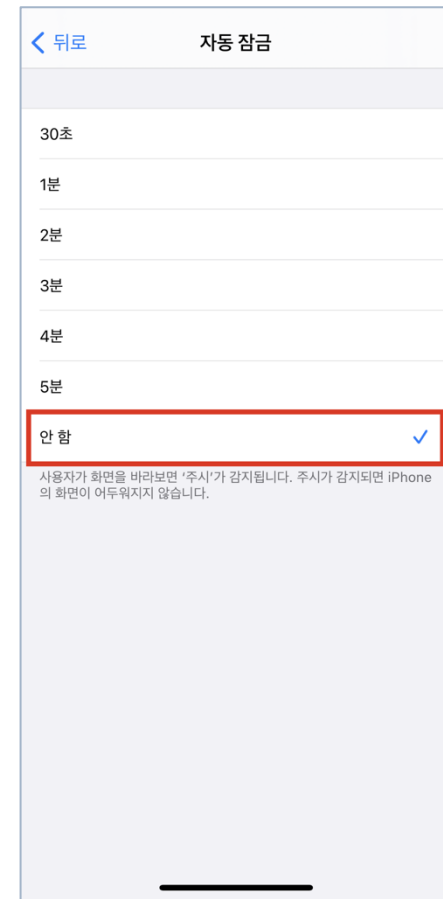 뒤로
자동 잠금
30초
1분
2분
3분
4분
5분
안 함
사용자가 화면을 바라보면 '주시'가 감지됩니다. 주시가 감지되면 iPhone
의 화면이 어두워지지 않습니다.